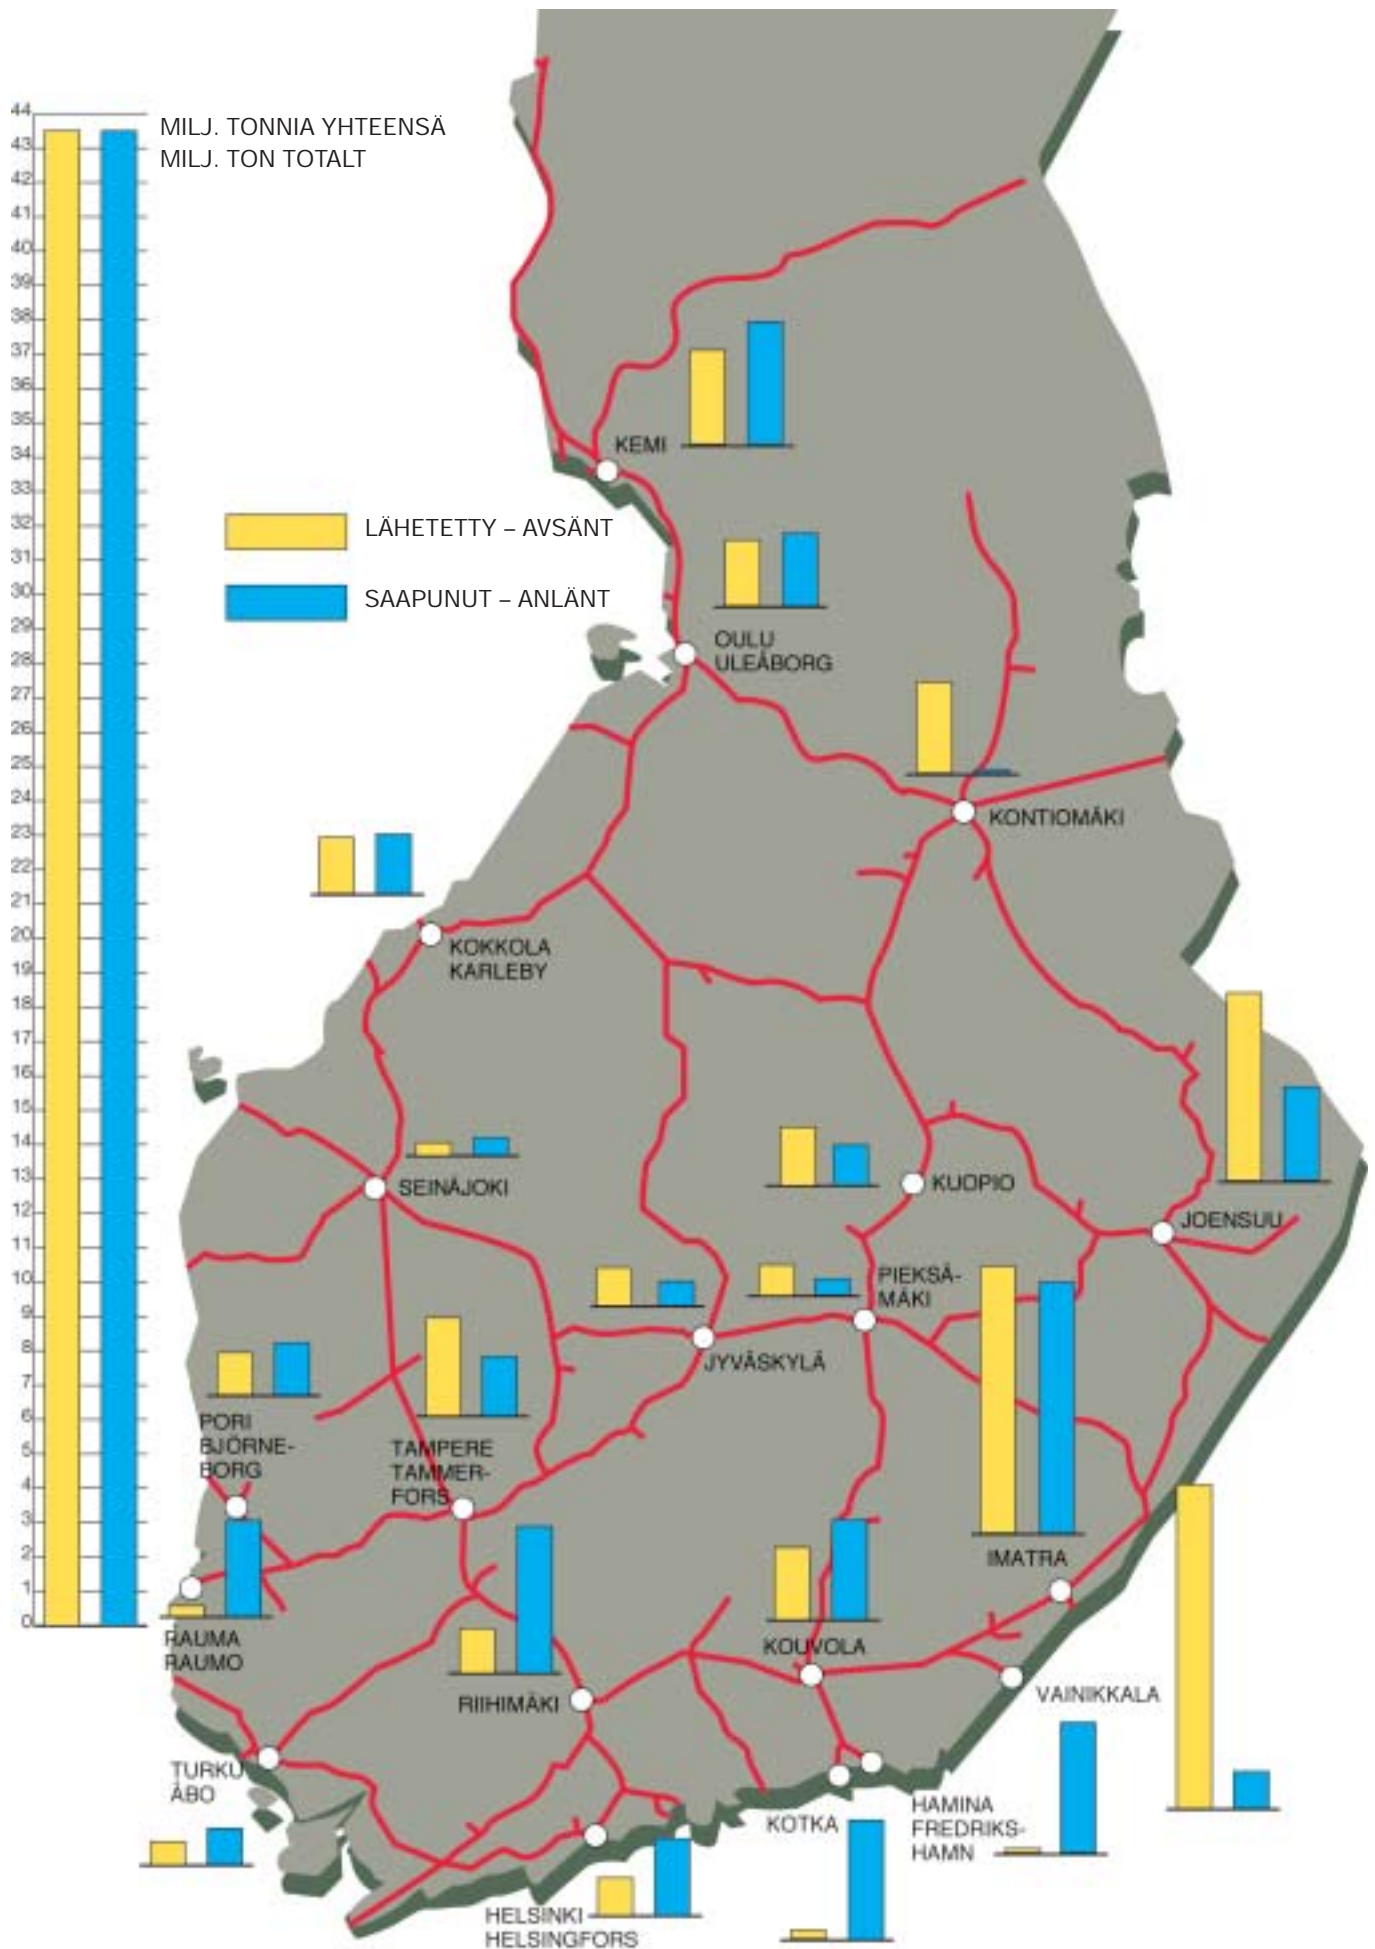 44
43
42
41
40
39
38
37
36
35
34
33
32
31
30
29
28
27
26
25
24
23
22
21
20
19
18
17
16
15
14
13
12
11
10
9
8
7
6
5
4
3
2
1
0
MILJ. TONNIA YHTEENSÄ
MILJ. TON TOTALT
LÄHETETTY – AVSÄNT
SAAPUNUT – ANLÄNT
KEMI
OULU
ULEÅBORG
KONTIOMÄKI
KOKKOLA
KARLEBY
SEINÄJOKI
KUOPIO
JOENSUU
PIEKSÄ-
MÄKI
JYVÄSKYLÄ
PORI
BJÖRNE-
BORG
TAMPERE
TAMMER-
FORS
IMATRA
RAUMA
RAUMO
KOUVOLA
RIIHIMÄKI
VAINIKKALA
TURKU
ÅBO
KOTKA
HAMINA
FREDRIKS-
HAMN
HELSINKI
HELSINGFORS